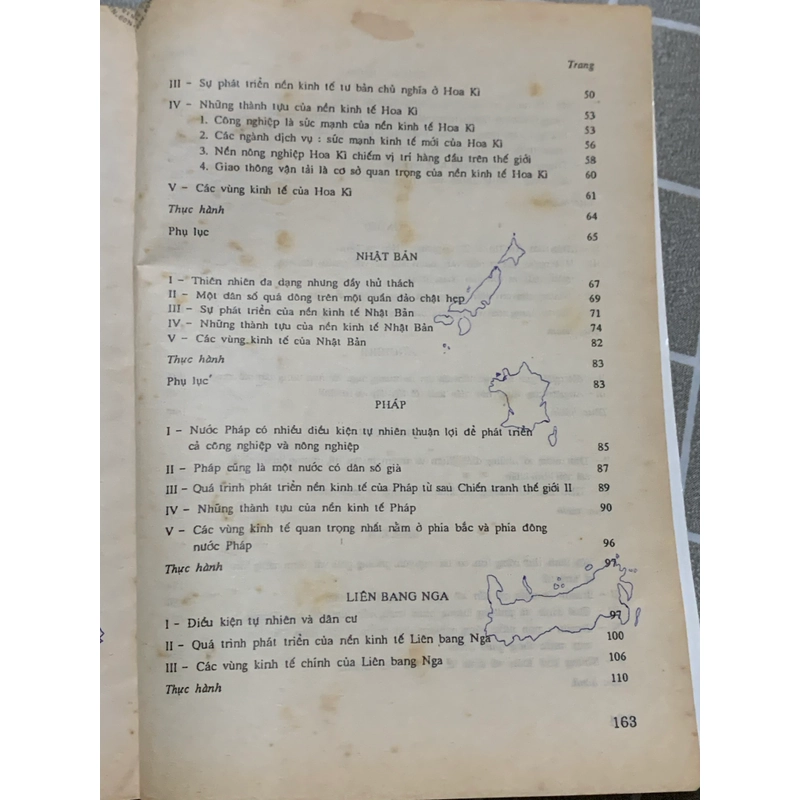 Trang
III - Sự phát triển nền kinh tế tư bản chủ nghĩa ở Hoa Kì 50
IV - Những thành tựu của nền kinh tế Hoa Kì 53
1. Công nghiệp là sức mạnh của nền kinh tế Hoa Kì 53
2. Các ngành dịch vụ : sức mạnh kinh tế mới của Hoa Kì 56
3. Nền nông nghiệp Hoa Kì chiếm vị trí hàng đầu trên thế giới 58
4. Giao thông vận tải là cơ sở quan trọng của nền kinh tế Hoa Kì 60
V - Các vùng kinh tế của Hoa Kì 61
Thực hành 64
Phụ lục 65
NHẬT BẢN
I - Thiên nhiên đa dạng nhưng đầy thử thách 67
II - Một dân số quá đông trên một quần đảo chật hẹp 69
III - Sự phát triển của nền kinh tế Nhật Bản 71
IV - Những thành tựu của nền kinh tế Nhật Bản 74
V - Các vùng kinh tế của Nhật Bản 82
Thực hành 83
Phụ lục 83
PHÁP
I - Nước Pháp có nhiều điều kiện tự nhiên thuận lợi để phát triển
cả công nghiệp và nông nghiệp 85
II - Pháp cũng là một nước có dân số già 87
III - Quá trình phát triển nền kinh tế của Pháp từ sau Chiến tranh thế giới II 89
IV - Những thành tựu của nền kinh tế Pháp 90
V - Các vùng kinh tế quan trọng nhất nằm ở phía bắc và phía đông
nước Pháp 96
Thực hành 97
LIÊN BANG NGA
I - Điều kiện tự nhiên và dân cư 97
II - Quá trình phát triển của nền kinh tế Liên bang Nga 100
III - Các vùng kinh tế chính của Liên bang Nga 106
Thực hành 110
163